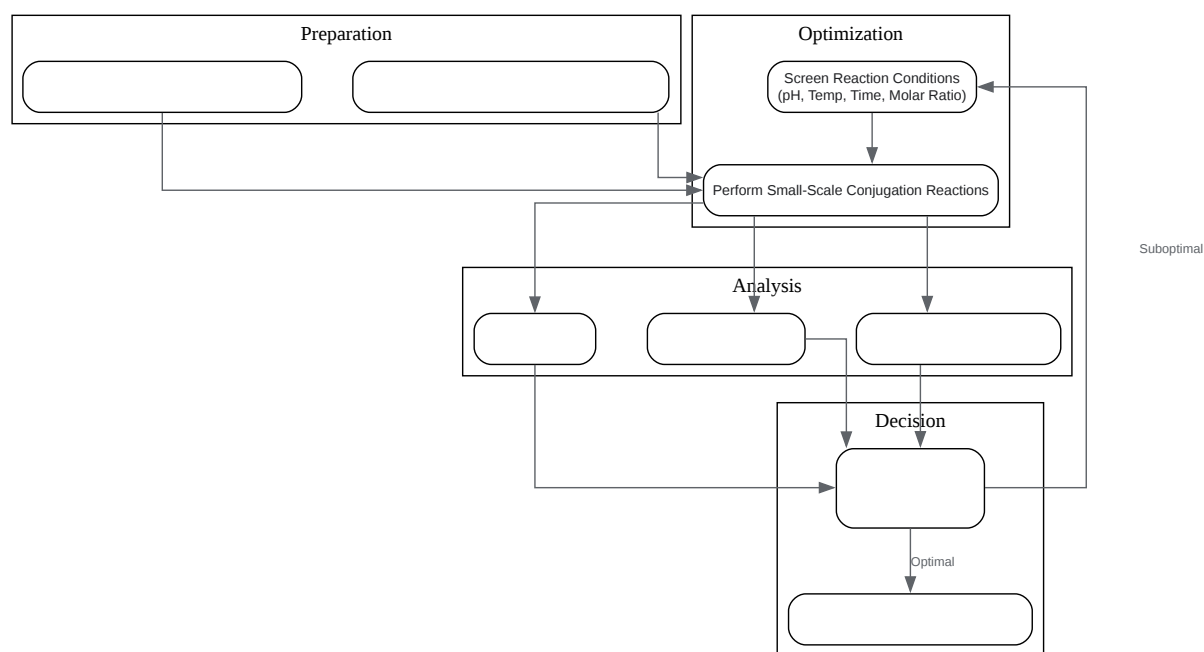 Preparation
Optimization
Screen Reaction Conditions
(pH, Temp, Time, Molar Ratio)
Perform Small-Scale Conjugation Reactions
Suboptimal
Analysis
Decision
Optimal